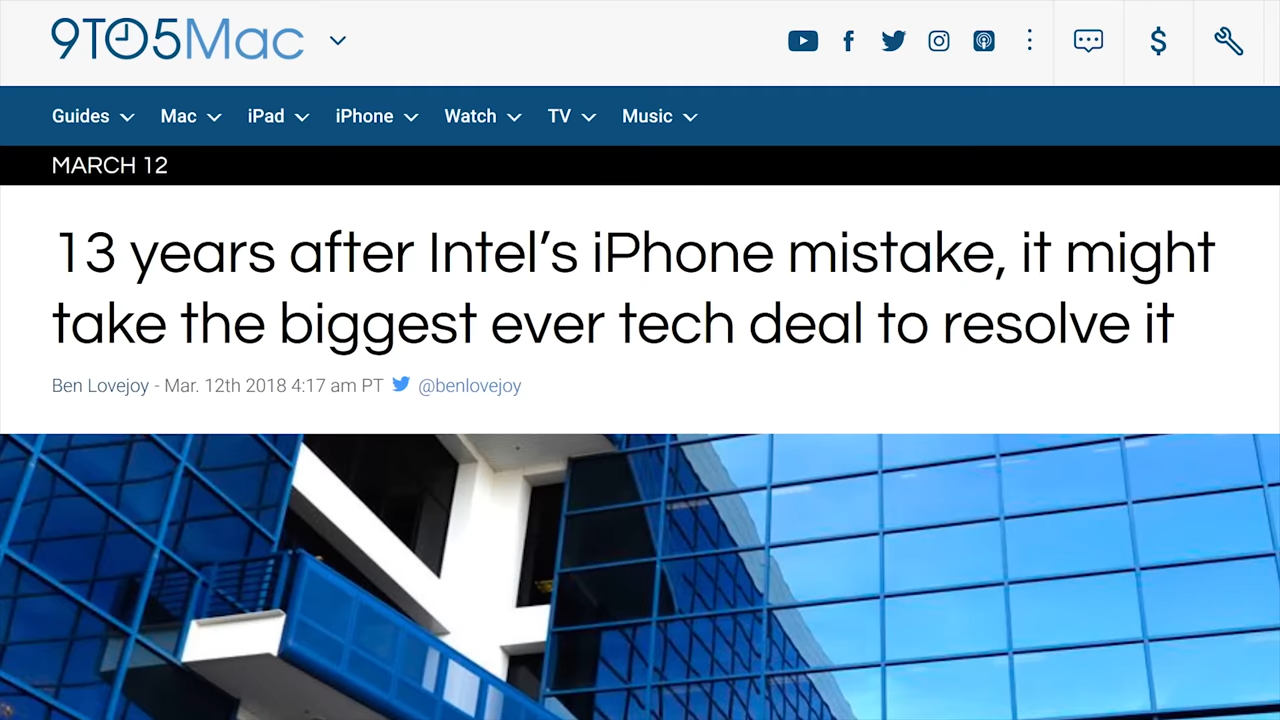 9TO5Mac
Guides Mac iPad iPhone Watch TV Music
MARCH 12
13 years after Intel’s iPhone mistake, it might
take the biggest ever tech deal to resolve it
Ben Lovejoy - Mar. 12th 2018 4:17 am PT @benlovejoy